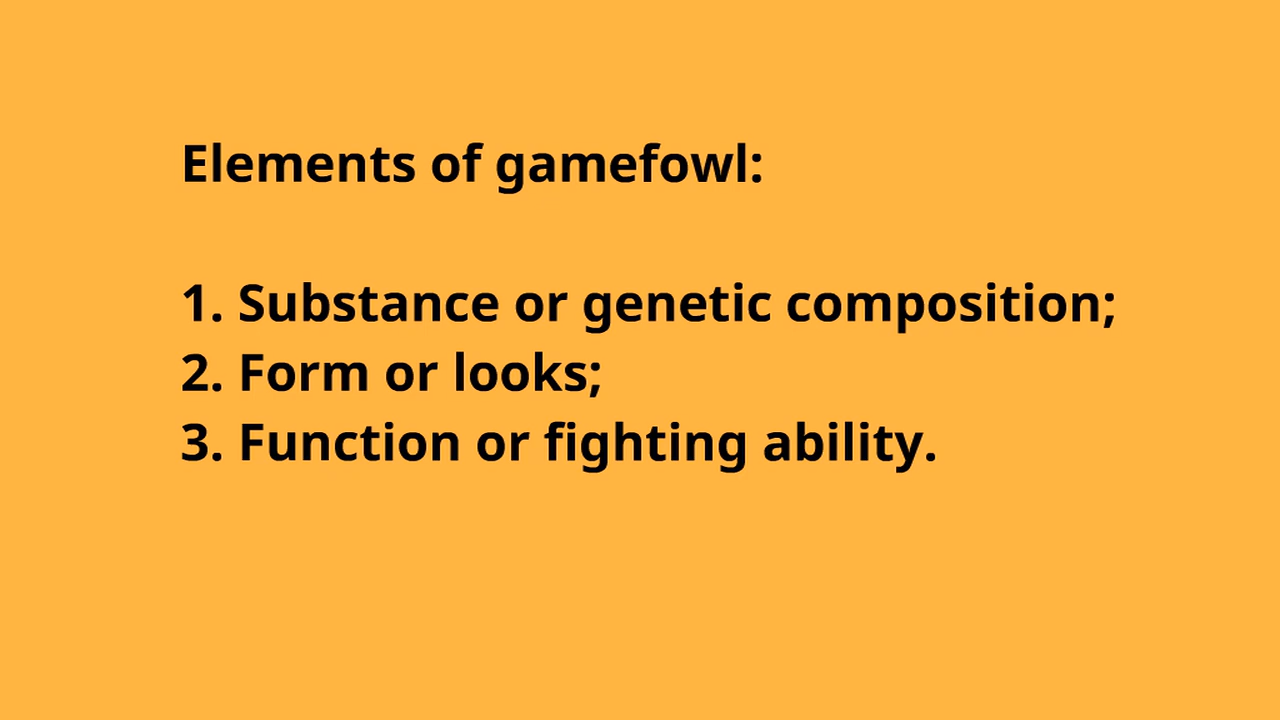 Elements of gamefowl:
1. Substance or genetic composition;
2. Form or looks;
3. Function or fighting ability.